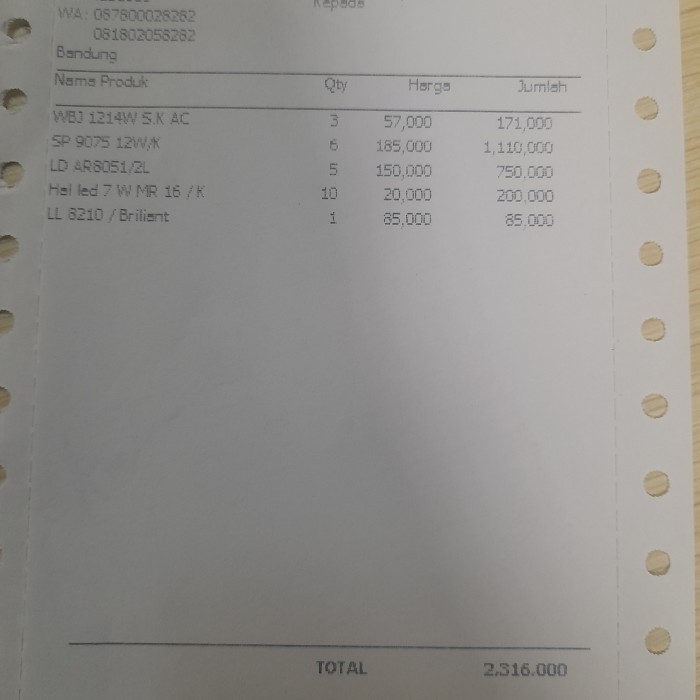 Kepada
WA: 087800028282
081802058282
Bandung
Nama Produk Qty Harga Jumlah
WBJ 1214W S.K AC 3 57,000 171,000
SP 9075 12W/K 6 185,000 1,110,000
LD AR8051/2L 5 150,000 750,000
Hal led 7 W MR 16 / K 10 20,000 200,000
LL 8210 / Briliant 1 85,000 85,000
TOTAL 2.316.000